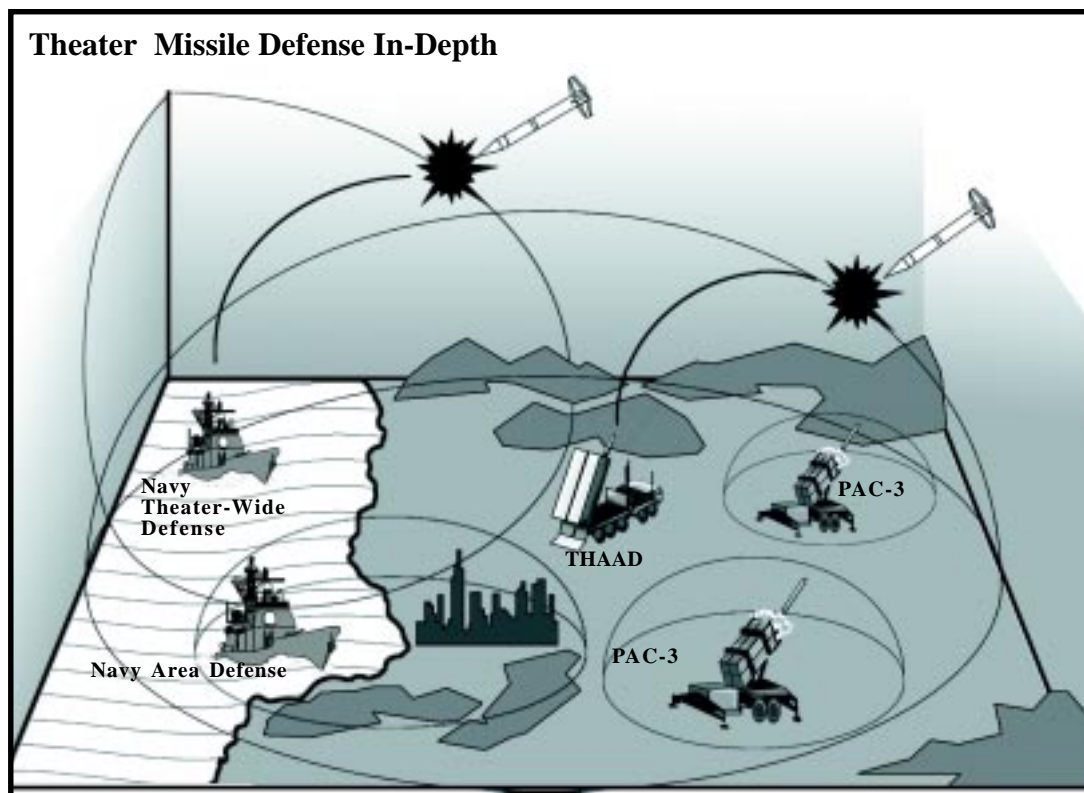 Theater Missile Defense In-Depth
Navy
Theater-Wide
Defense
PAC-3
THAAD
PAC-3
Navy Area Defense